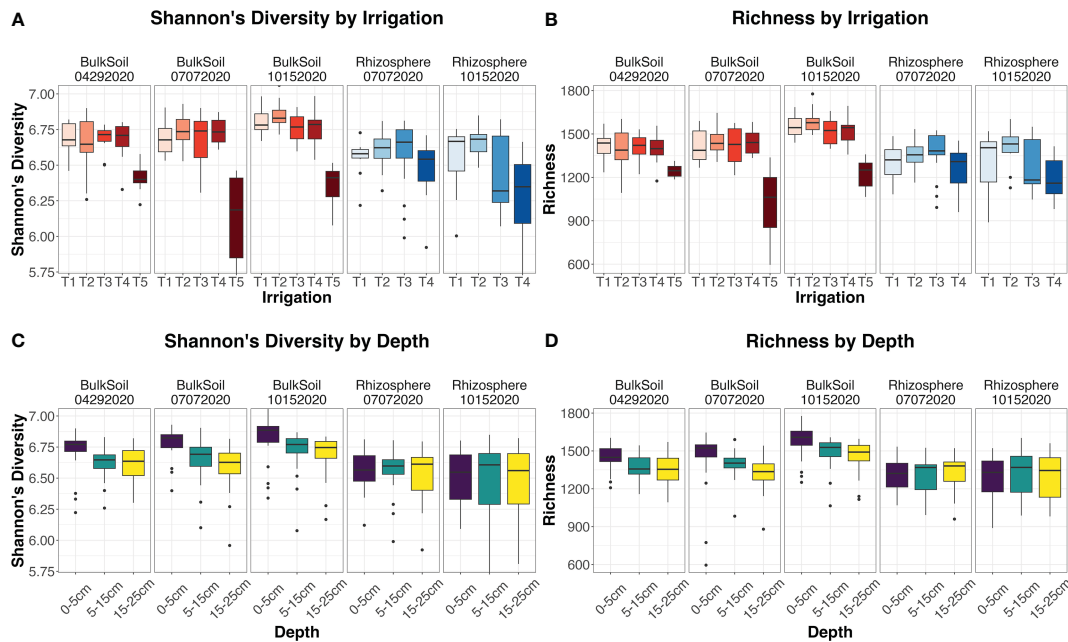 A Shannon's Diversity by Irrigation
BulkSoil BulkSoil BulkSoil Rhizosphere Rhizosphere
04292020 07072020 10152020 07072020 10152020
7.00
6.75
6.50
6.25
6.00
5.75
Shannon's Diversity
T1 T2 T3 T4 T5 T1 T2 T3 T4 T5 T1 T2 T3 T4 T5 T1 T2 T3 T4 T1 T2 T3 T4
Irrigation
B Richness by Irrigation
BulkSoil BulkSoil BulkSoil Rhizosphere Rhizosphere
04292020 07072020 10152020 07072020 10152020
1800
1500
1200
900
600
Richness
T1 T2 T3 T4 T5 T1 T2 T3 T4 T5 T1 T2 T3 T4 T5 T1 T2 T3 T4 T1 T2 T3 T4
Irrigation
C Shannon's Diversity by Depth
BulkSoil BulkSoil BulkSoil Rhizosphere Rhizosphere
04292020 07072020 10152020 07072020 10152020
7.00
6.75
6.50
6.25
6.00
5.75
Shannon's Diversity
0-5cm 5-15cm 15-25cm 0-5cm 5-15cm 15-25cm 0-5cm 5-15cm 15-25cm 0-5cm 5-15cm 15-25cm 0-5cm 5-15cm 15-25cm
Depth
D Richness by Depth
BulkSoil BulkSoil BulkSoil Rhizosphere Rhizosphere
04292020 07072020 10152020 07072020 10152020
1800
1500
1200
900
600
Richness
0-5cm 5-15cm 15-25cm 0-5cm 5-15cm 15-25cm 0-5cm 5-15cm 15-25cm 0-5cm 5-15cm 15-25cm 0-5cm 5-15cm 15-25cm
Depth